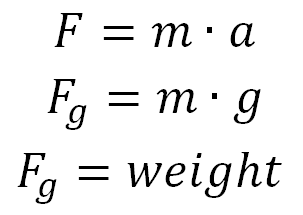 F = m · a
F_g = m · g
F_g = weight